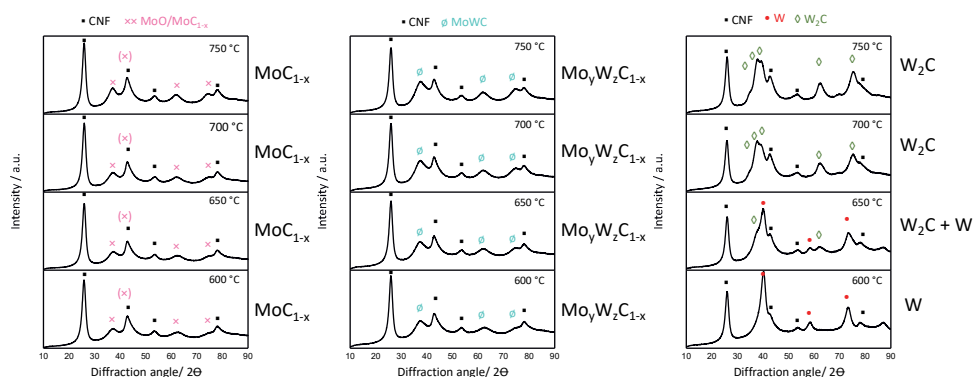 ■ CNF ×× MoO/MoC1-x
750 °C
(×)
MoC1-x
700 °C
(×)
MoC1-x
650 °C
(×)
MoC1-x
600 °C
(×)
MoC1-x
Intensity / a.u.
10 20 30 40 50 60 70 80 90
Diffraction angle/ 2Θ
■ CNF ø MoWC
750 °C
MoyWzC1-x
700 °C
MoyWzC1-x
650 °C
MoyWzC1-x
600 °C
MoyWzC1-x
Intensity / a.u.
10 20 30 40 50 60 70 80 90
Diffraction angle/ 2Θ
■ CNF ● W ◊ W2C
750 °C
W2C
700 °C
W2C
650 °C
W2C + W
600 °C
W
Intensity / a.u.
10 20 30 40 50 60 70 80 90
Diffraction angle/ 2Θ